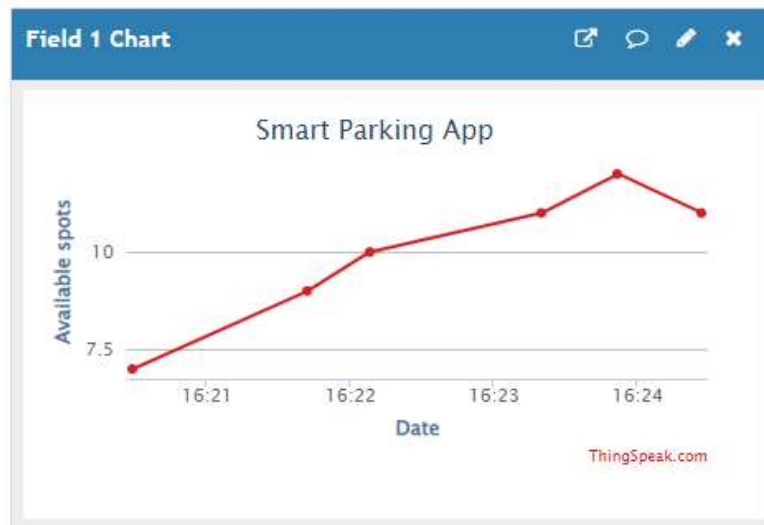 Field 1 Chart
Smart Parking App
Available spots
10
7.5
16:21 16:22 16:23 16:24
Date
ThingSpeak.com